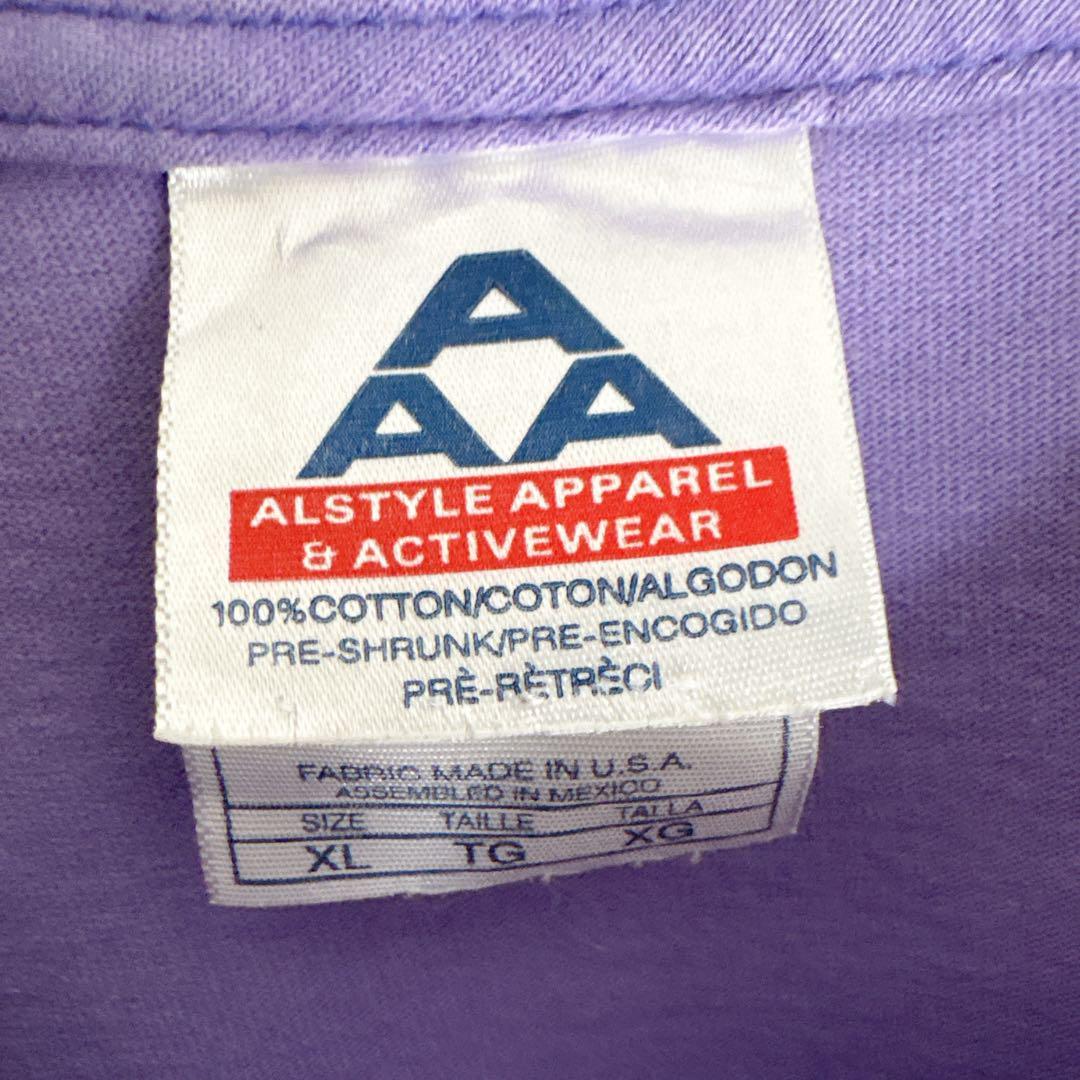 A
AA
ALSTYLE APPAREL
& ACTIVEWEAR
100%COTTON/COTON/ALGODON
PRE-SHRUNK/PRE-ENCOGIDO
PRÈ-RÈTRÈCI
FABRIC MADE IN U.S.A.
ASSEMBLED IN MEXICO
SIZE TAILLE TALLA
XL TG XG